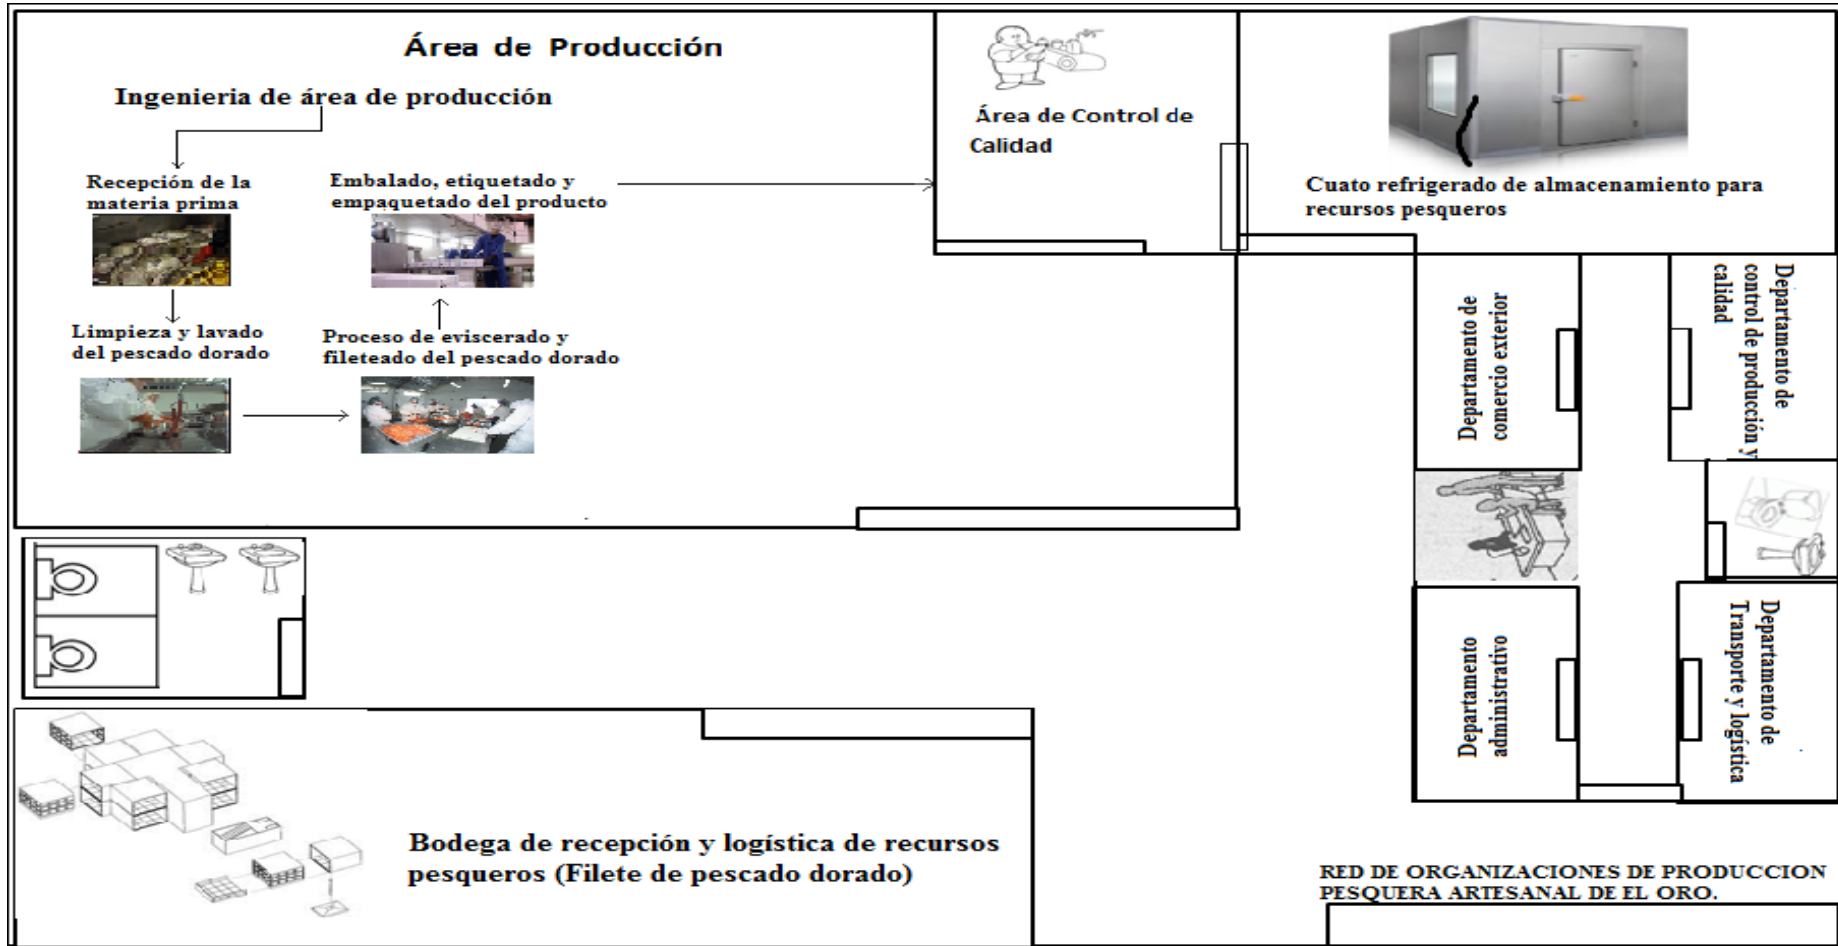 Área de Producción
Ingenieria de área de producción
Recepción de la
materia prima
Embalado, etiquetado y
empaquetado del producto
Limpieza y lavado
del pescado dorado
Proceso de eviscerado y
fileteado del pescado dorado
Área de Control de
Calidad
Cuato refrigerado de almacenamiento para
recursos pesqueros
Departamento de
comercio exterior
Departamento de
control de producción y
calidad
Departamento
administrativo
Departamento de
Transporte y logística
Bodega de recepción y logística de recursos
pesqueros (Filete de pescado dorado)
RED DE ORGANIZACIONES DE PRODUCCION
PESQUERA ARTESANAL DE EL ORO.